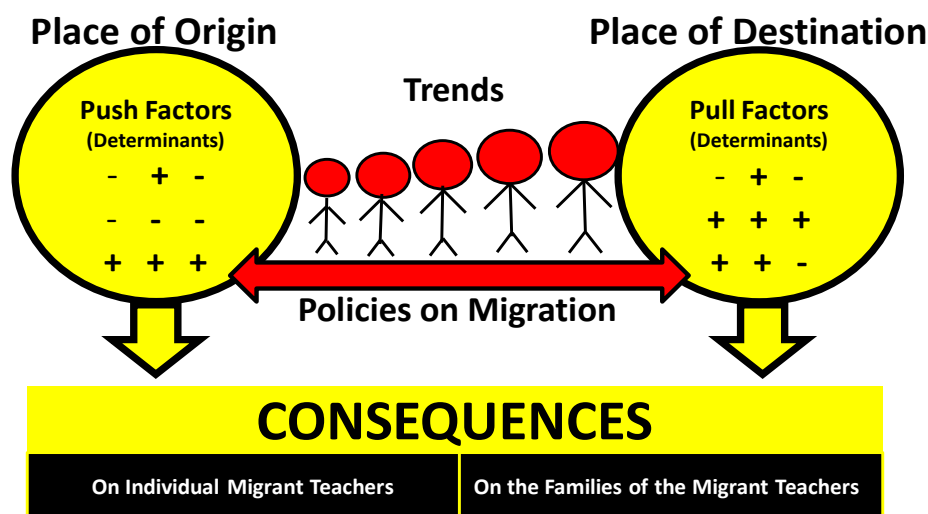 Place of Origin
Place of Destination
Push Factors
(Determinants)
- + -
- - -
+ + +
Trends
Pull Factors
(Determinants)
- + -
+ + +
+ + -
Policies on Migration
CONSEQUENCES
On Individual Migrant Teachers
On the Families of the Migrant Teachers